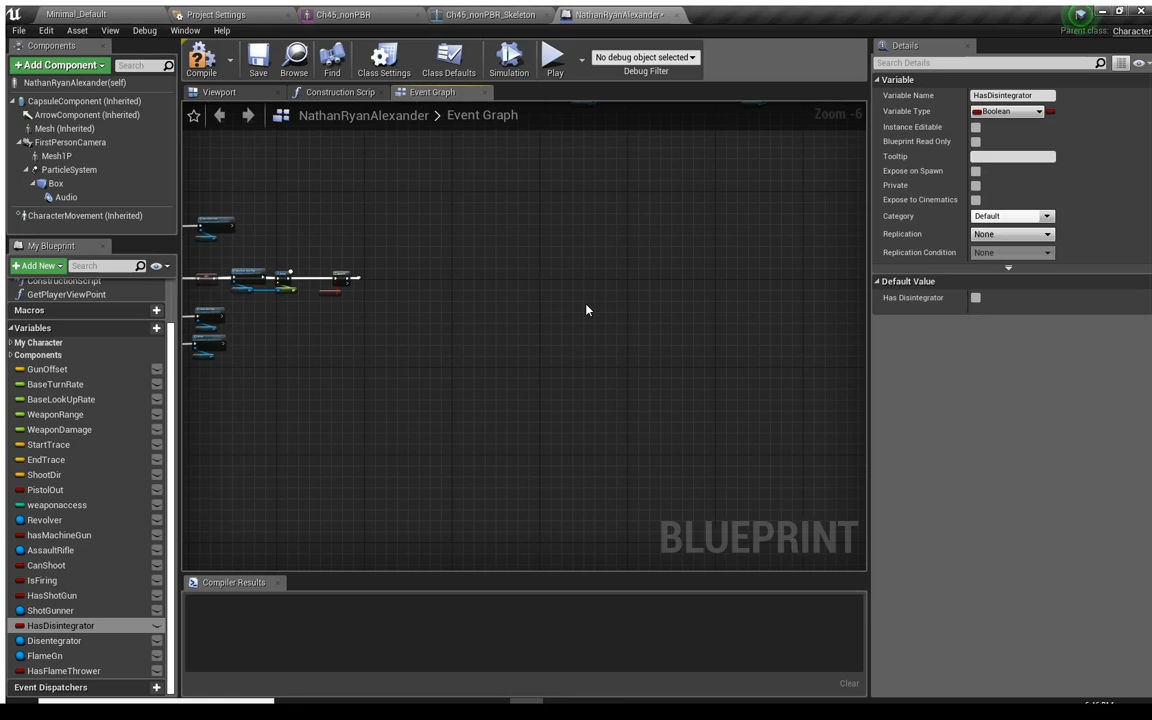 Minimal_Default
Project Settings
Ch45_nonPBR
Ch45_nonPBR_Skeleton
NathanRyanAlexander*
File Edit Asset View Debug Window Help
Parent class: Character
Components
+Add Component
Search
NathanRyanAlexander(self)
CapsuleComponent (Inherited)
ArrowComponent (Inherited)
Mesh (Inherited)
FirstPersonCamera
Mesh1P
ParticleSystem
Box
Audio
CharacterMovement (Inherited)
My Blueprint
+Add New
Search
ConstructionScript
GetPlayerViewPoint
Macros
Variables
My Character
Components
GunOffset
BaseTurnRate
BaseLookUpRate
WeaponRange
WeaponDamage
StartTrace
EndTrace
ShootDir
PistolOut
weaponaccess
Revolver
hasMachineGun
AssaultRifle
CanShoot
IsFiring
HasShotGun
ShotGunner
HasDisintegrator
Disentegrator
FlameGn
HasFlameThrower
Event Dispatchers
Compile
Save
Browse
Find
Class Settings
Class Defaults
Simulation
Play
No debug object selected
Debug Filter
Viewport
Construction Scrip
Event Graph
NathanRyanAlexander > Event Graph
Zoom -6
BLUEPRINT
Compiler Results
Clear
Details
Search Details
Variable
Variable Name HasDisintegrator
Variable Type Boolean
Instance Editable
Blueprint Read Only
Tooltip
Expose on Spawn
Private
Expose to Cinematics
Category Default
Replication None
Replication Condition None
Default Value
Has Disintegrator